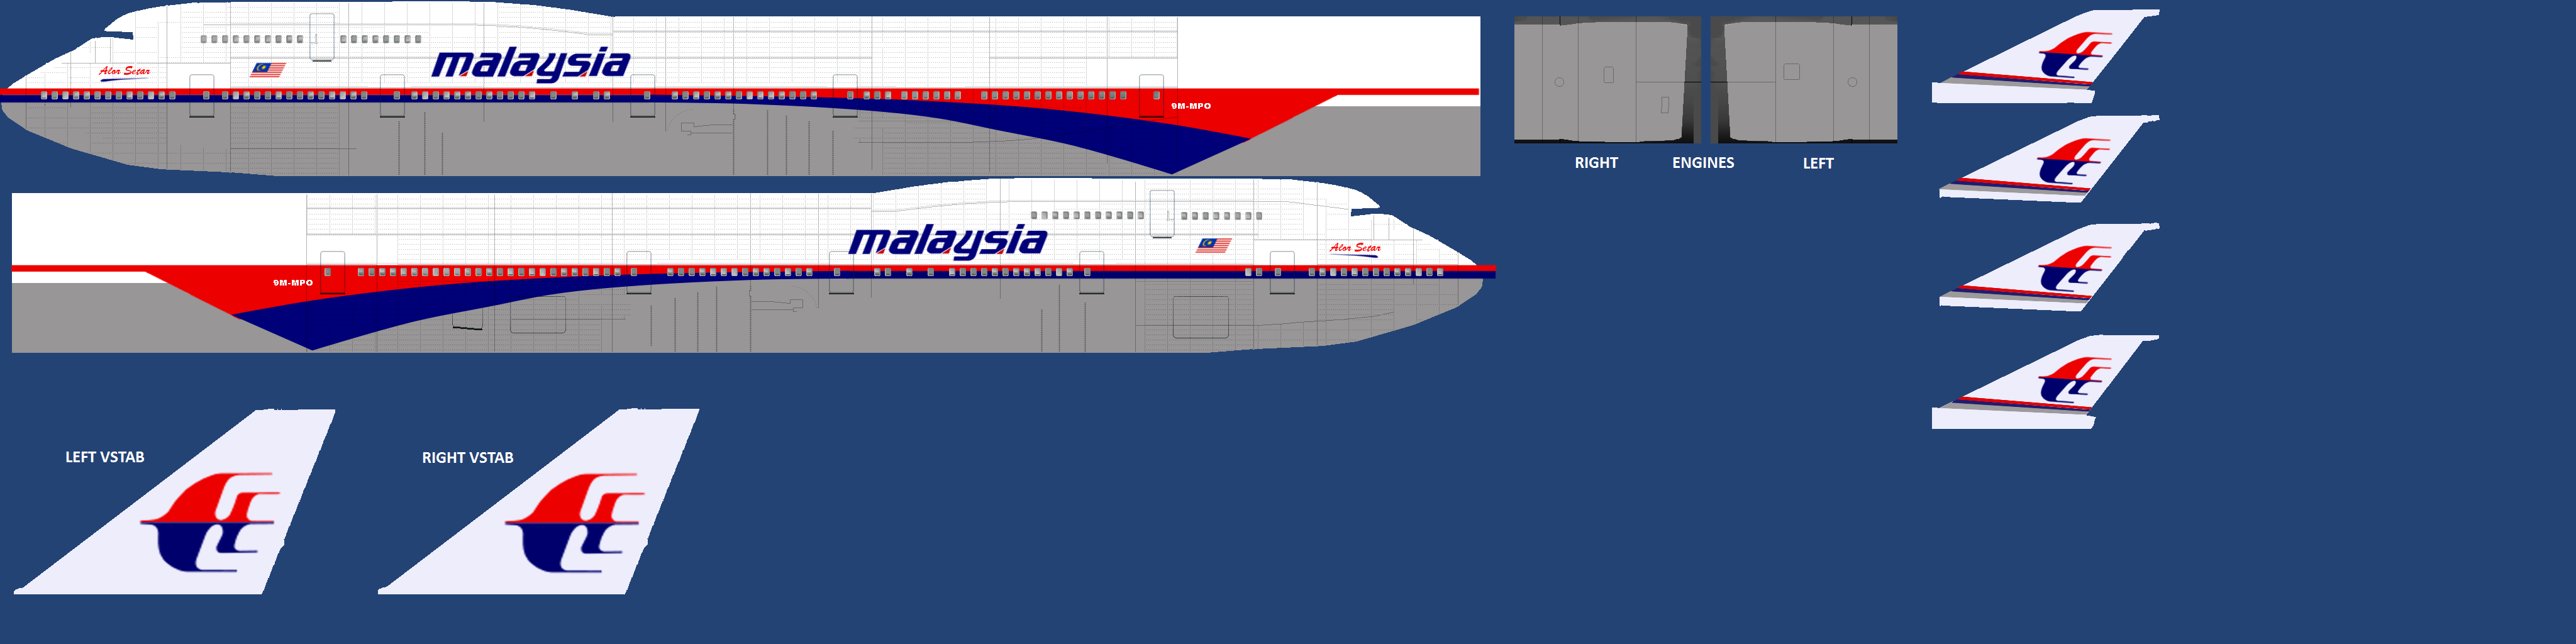 malaysia
Alor Setar
9M-MPO
RIGHT ENGINES LEFT
malaysia
Alor Setar
9M-MPO
LEFT VSTAB
RIGHT VSTAB